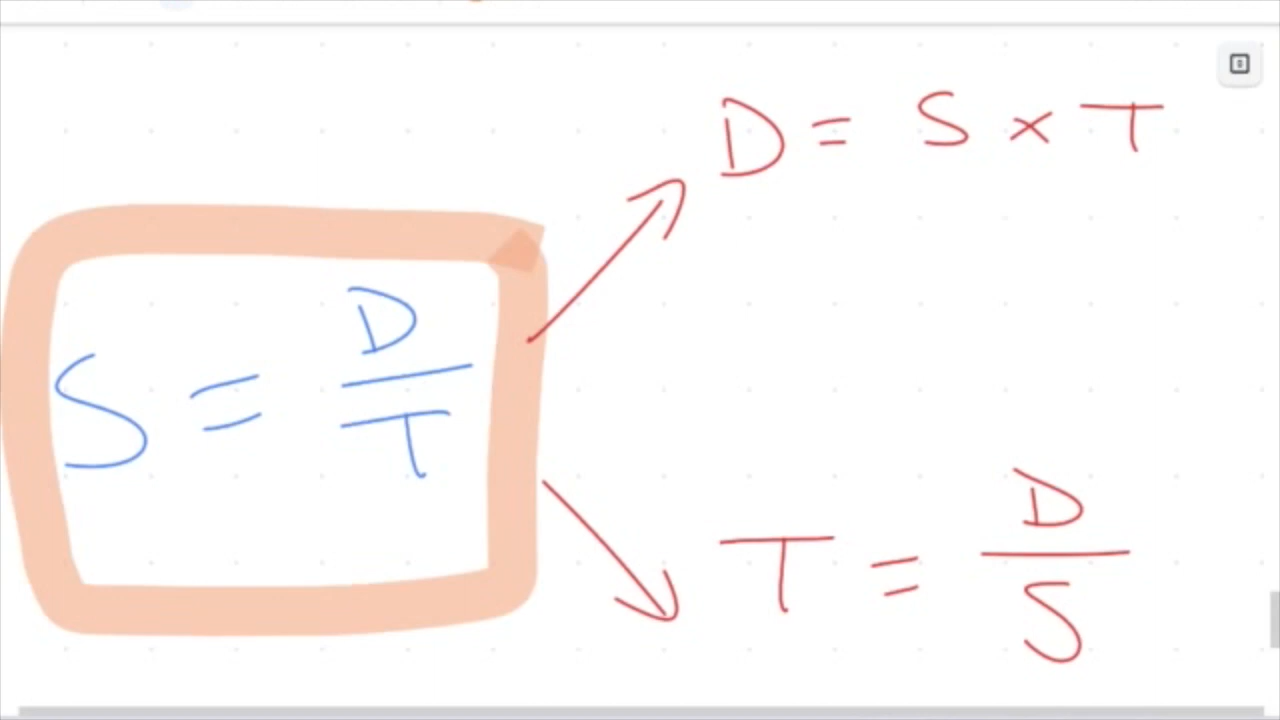 D = S × T
S = D/T
T = D/S